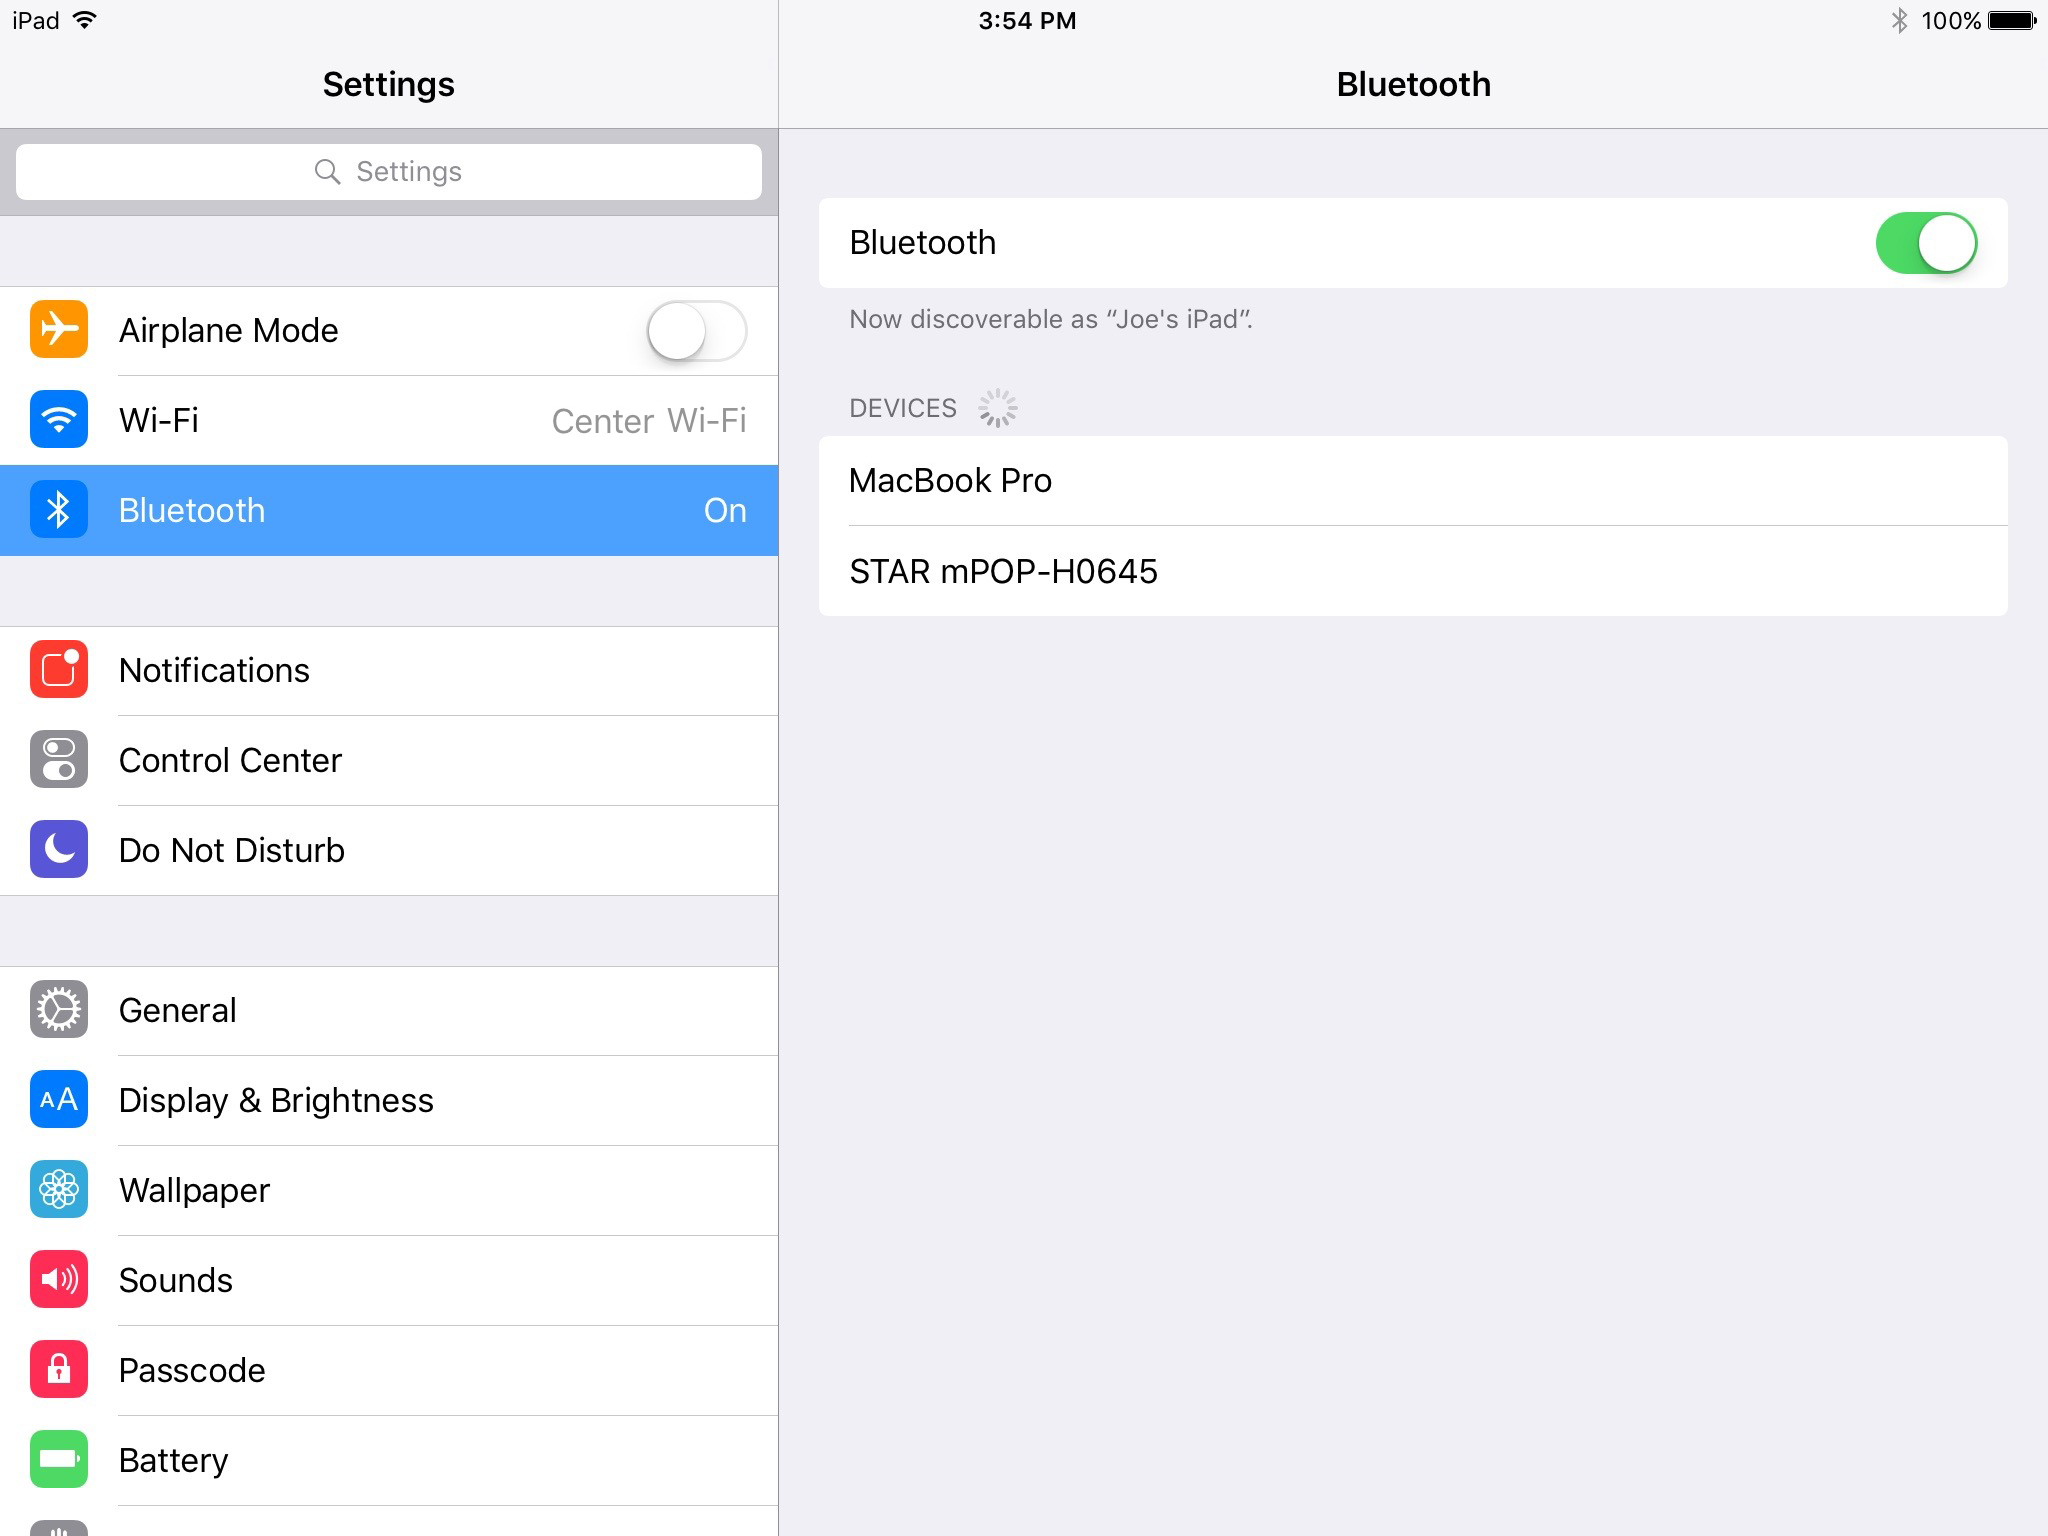 iPad
3:54 PM
100%
Settings
Settings
Airplane Mode
Wi-Fi Center Wi-Fi
Bluetooth On
Notifications
Control Center
Do Not Disturb
General
AA Display & Brightness
Wallpaper
Sounds
Passcode
Battery
Bluetooth
Bluetooth
Now discoverable as “Joe's iPad”.
DEVICES
MacBook Pro
STAR mPOP-H0645